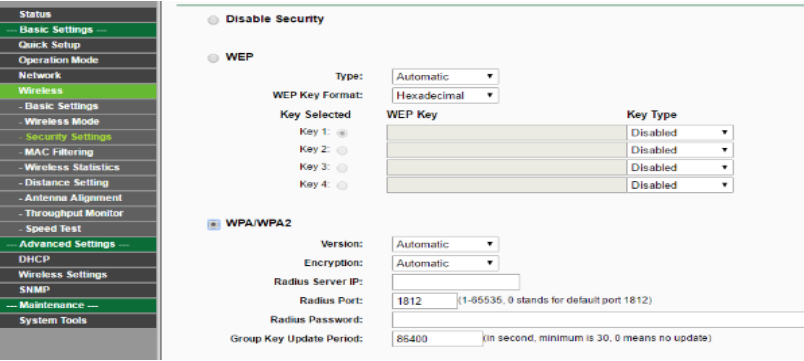 Status
--- Basic Settings ---
Quick Setup
Operation Mode
Network
Wireless
- Basic Settings
- Wireless Mode
- Security Settings
- MAC Filtering
- Wireless Statistics
- Distance Setting
- Antenna Alignment
- Throughput Monitor
- Speed Test
--- Advanced Settings ---
DHCP
Wireless Settings
SNMP
--- Maintenance ---
System Tools
Disable Security
WEP
Type: Automatic
WEP Key Format: Hexadecimal
Key Selected WEP Key Key Type
Key 1: Disabled
Key 2: Disabled
Key 3: Disabled
Key 4: Disabled
WPA/WPA2
Version: Automatic
Encryption: Automatic
Radius Server IP:
Radius Port: 1812 (1-65535, 0 stands for default port 1812)
Radius Password:
Group Key Update Period: 86400 (in second, minimum is 30, 0 means no update)